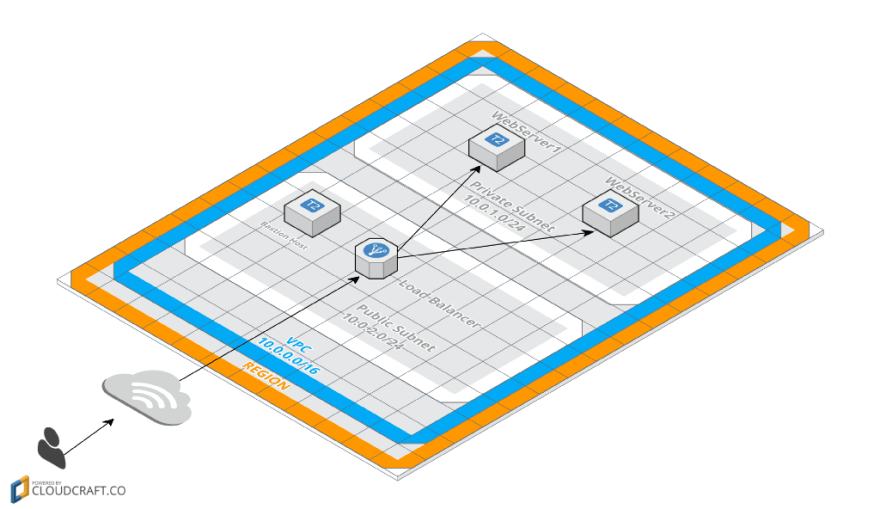 WebServer1
T2
WebServer2
T2
Private Subnet
10.0.1.0/24
T2
Bastion Host
Load Balancer
Public Subnet
10.0.2.0/24
VPC
10.0.0.0/16
REGION
POWERED BY
CLOUDCRAFT.CO